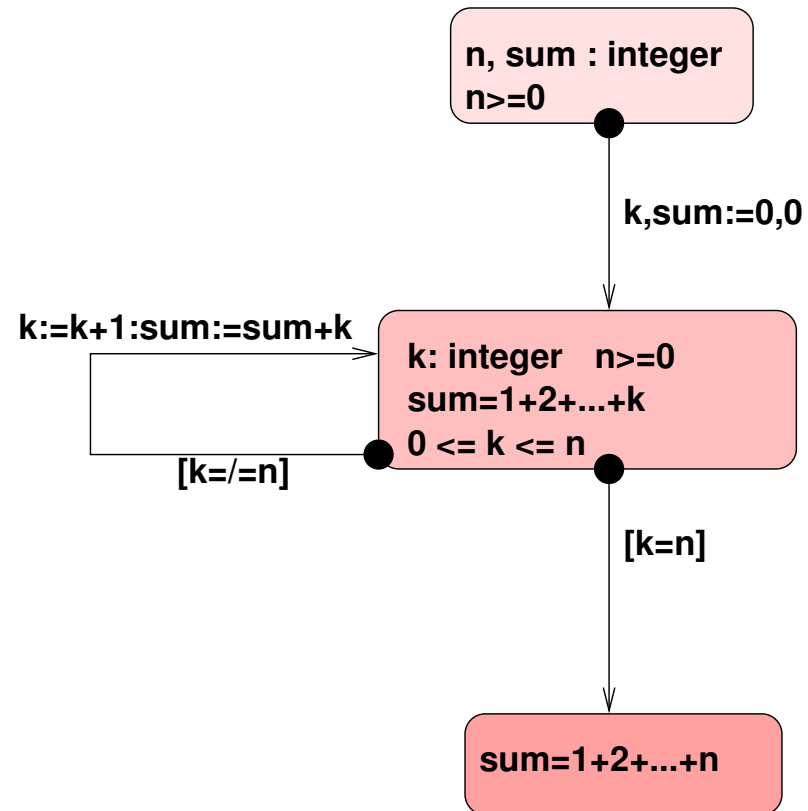 n, sum : integer
n>=0
k,sum:=0,0
k:=k+1:sum:=sum+k
k: integer n>=0
sum=1+2+...+k
0 <= k <= n
[k=/=n]
[k=n]
sum=1+2+...+n